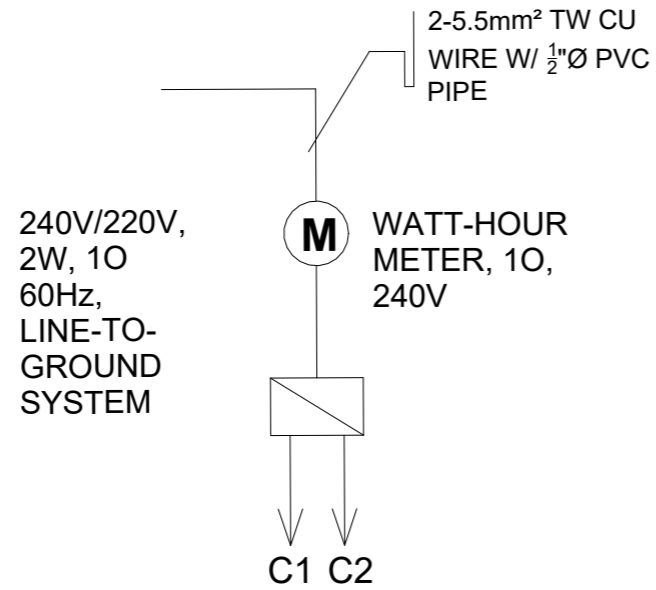 2-5.5mm² TW CU
WIRE W/ ½"Ø PVC
PIPE
240V/220V,
2W, 1O
60Hz,
LINE-TO-
GROUND
SYSTEM
M
WATT-HOUR
METER, 1O,
240V
C1 C2